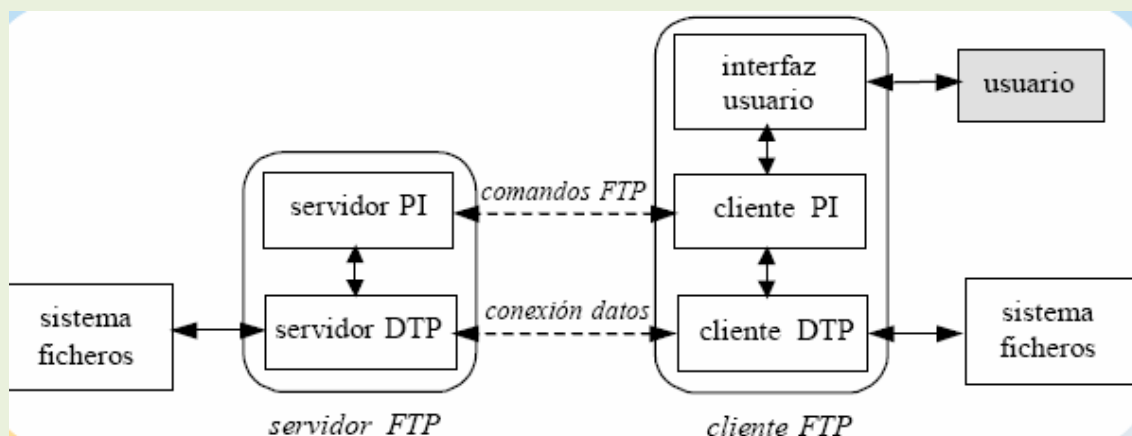 interfaz
usuario
usuario
servidor PI
comandos FTP
cliente PI
sistema
ficheros
servidor DTP
conexión datos
cliente DTP
sistema
ficheros
servidor FTP
cliente FTP